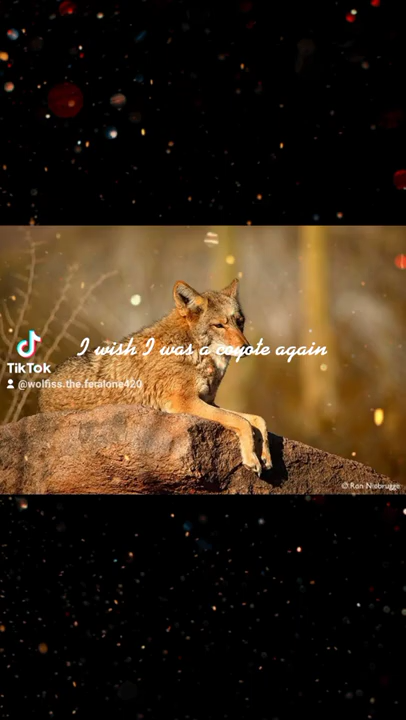 I wish I was a coyote again
TikTok
@wolfiss.the.feralone420
© Ron Niebrugge